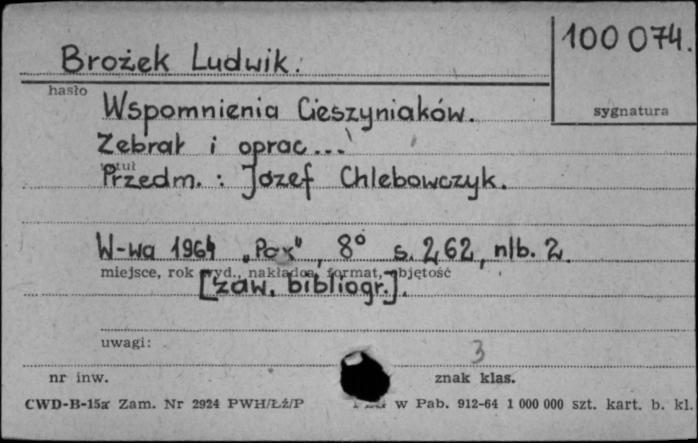 100 074.
Brożek Ludwik.
hasło
sygnatura
Wspomnienia Cieszyniaków.
Zebrał i oprac...
tytuł
Przedm.: Józef Chlebowczyk.
W-wa 1964 „Pax", 8° s. 262, nlb. 2.
miejsce, rok wyd., nakładca, format, objętość
[zaw. bibliogr.].
uwagi:
3
nr inw.
znak klas.
CWD-B-15a Zam. Nr 2924 PWH/Łź/P
w Pab. 912-64 1 000 000 szt. kart. b. kl.